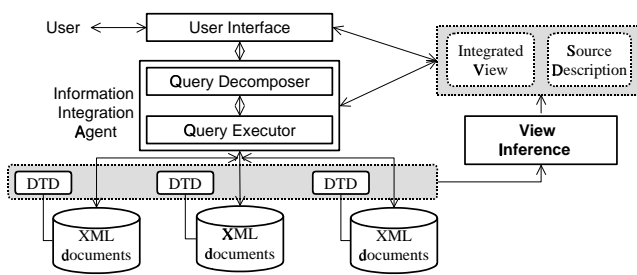 User
User Interface
Integrated
View
Source
Description
Information
Integration
Agent
Query Decomposer
Query Executor
View
Inference
DTD
DTD
DTD
XML
documents
XML
documents
XML
documents